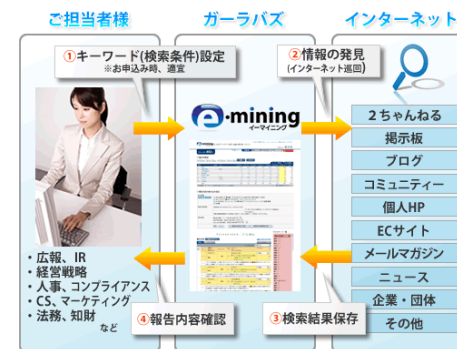 ご担当者様
ガーラバズ
インターネット
①キーワード(検索条件)設定
※お申込み時、適宜
②情報の発見
(インターネット巡回)
e-mining
イーマイニング
2ちゃんねる
掲示板
ブログ
コミュニティー
個人HP
ECサイト
メールマガジン
ニュース
企業・団体
その他
・広報、IR
・経営戦略
・人事、コンプライアンス
・CS、マーケティング
・法務、知財
など
④報告内容確認
③検索結果保存